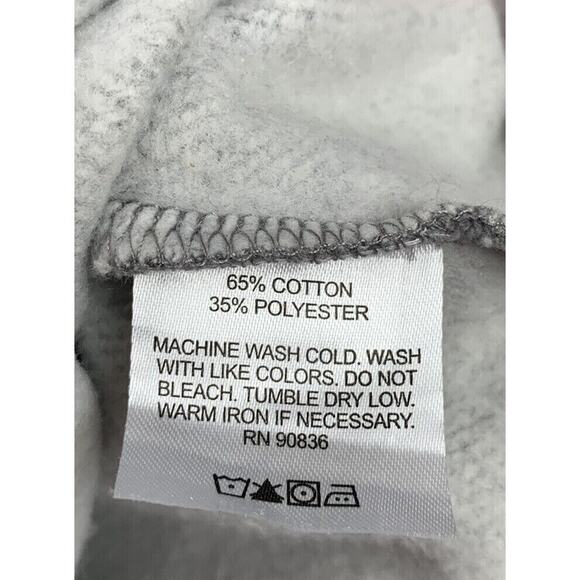 65% COTTON
35% POLYESTER
MACHINE WASH COLD. WASH
WITH LIKE COLORS. DO NOT
BLEACH. TUMBLE DRY LOW.
WARM IRON IF NECESSARY.
RN 90836